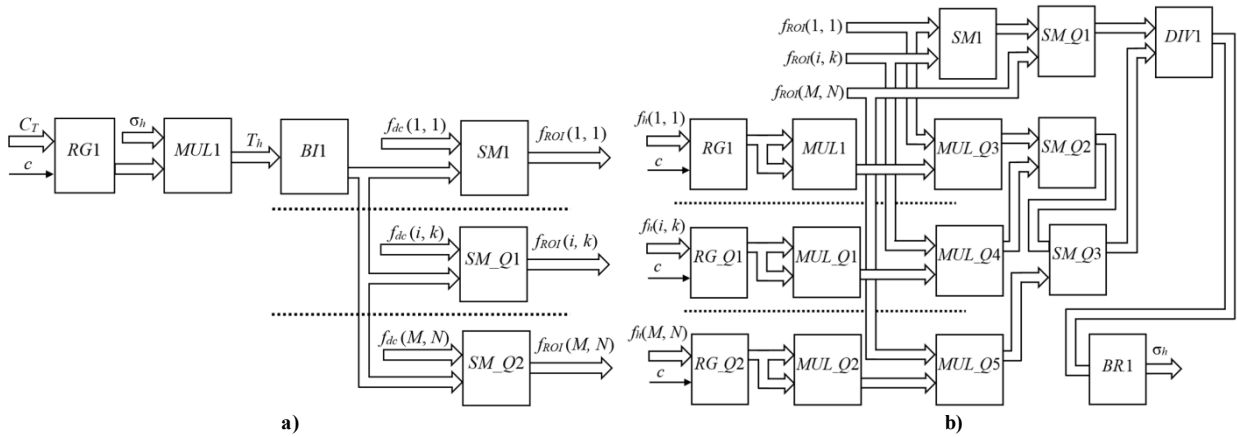 C_T
σ_h
c
RG1
MUL1
T_h
BI1
f_dc(1, 1)
SM1
f_ROI(1, 1)
f_dc(i, k)
SM_Q1
f_ROI(i, k)
f_dc(M, N)
SM_Q2
f_ROI(M, N)
a)
f_ROI(1, 1)
f_ROI(i, k)
f_ROI(M, N)
SM1
SM_Q1
DIV1
f_h(1, 1)
c
RG1
MUL1
MUL_Q3
SM_Q2
f_h(i, k)
c
RG_Q1
MUL_Q1
MUL_Q4
SM_Q3
f_h(M, N)
c
RG_Q2
MUL_Q2
MUL_Q5
BR1
σ_h
b)